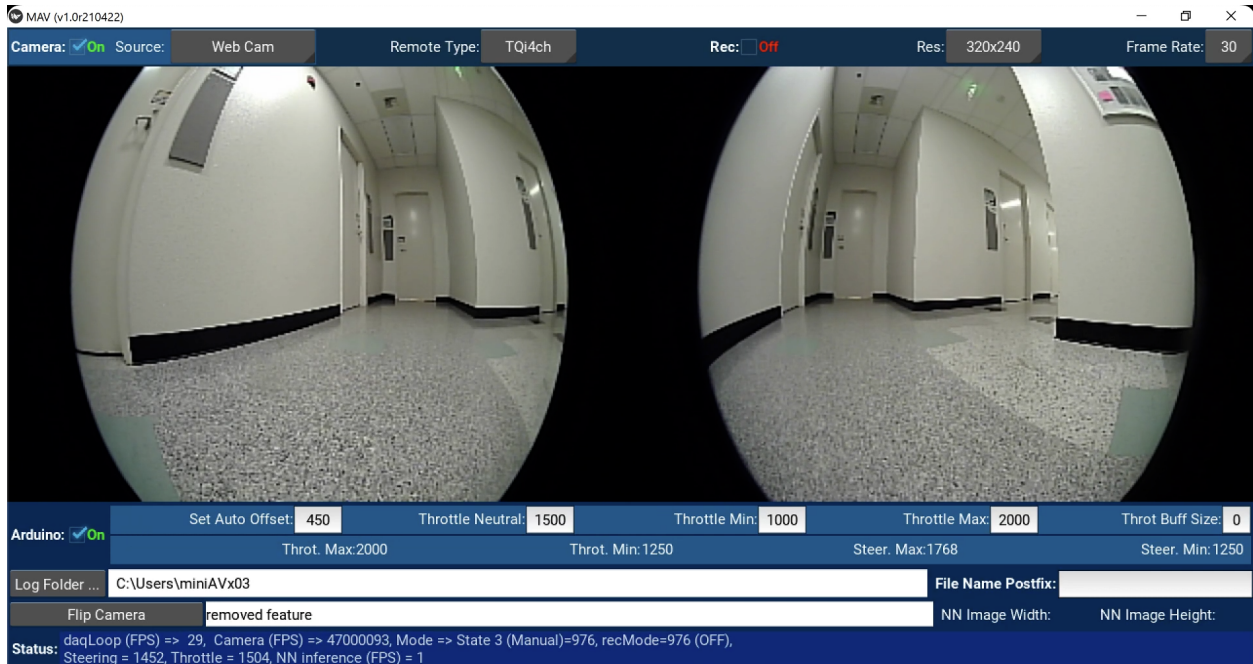 MAV (v1.0r210422)
Camera: On Source: Web Cam Remote Type: TQi4ch Rec: Off Res: 320x240 Frame Rate: 30
Set Auto Offset: 450 Throttle Neutral: 1500 Throttle Min: 1000 Throttle Max: 2000 Throt Buff Size: 0
Arduino: On
Throt. Max:2000 Throt. Min:1250 Steer. Max:1768 Steer. Min:1250
Log Folder ... C:\Users\miniAVx03 File Name Postfix:
Flip Camera removed feature NN Image Width: NN Image Height:
Status: daqLoop (FPS) => 29, Camera (FPS) => 47000093, Mode => State 3 (Manual)=976, recMode=976 (OFF),
Steering = 1452, Throttle = 1504, NN inference (FPS) = 1